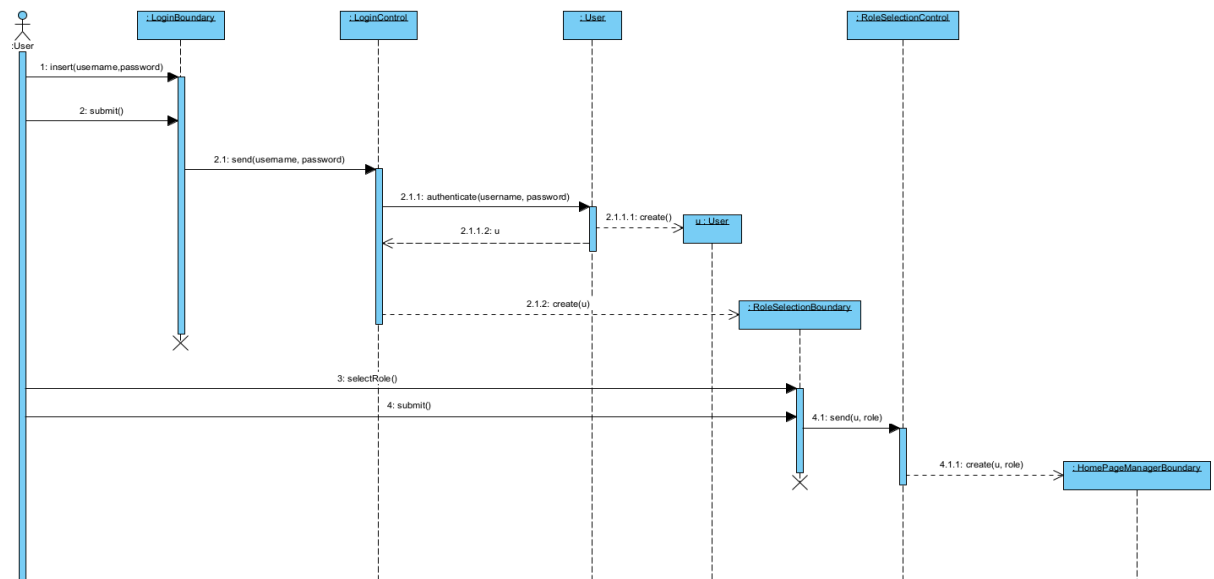 : LoginBoundary
: LoginControl
: User
: RoleSelectionControl
:User
1: insert(username,password)
2: submit()
2.1: send(username, password)
2.1.1: authenticate(username, password)
2.1.1.1: create()
u : User
2.1.1.2: u
2.1.2: create(u)
: RoleSelectionBoundary
3: selectRole()
4: submit()
4.1: send(u, role)
4.1.1: create(u, role)
: HomePageManagerBoundary